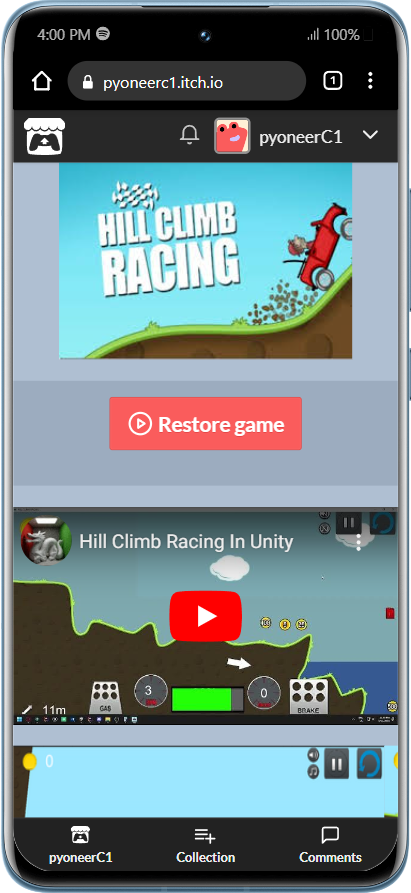 4:00 PM
100%
pyoneerc1.itch.io
1
pyoneerC1
HILL CLIMB
RACING
Restore game
Hill Climb Racing In Unity
11m
GAS
3
0
BRAKE
0
pyoneerC1
Collection
Comments